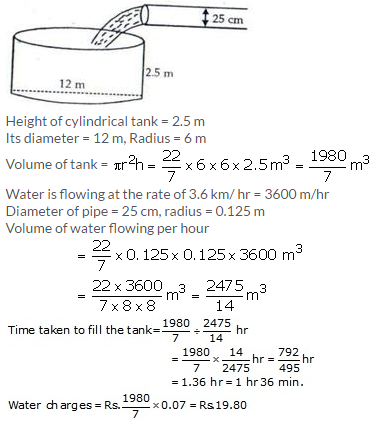 25 cm
2.5 m
12 m
Height of cylindrical tank = 2.5 m
Its diameter = 12 m, Radius = 6 m
Volume of tank = πr²h = 22/7 x 6 x 6 x 2.5 m³ = 1980/7 m³
Water is flowing at the rate of 3.6 km/ hr = 3600 m/hr
Diameter of pipe = 25 cm, radius = 0.125 m
Volume of water flowing per hour
= 22/7 x 0.125 x 0.125 x 3600 m³
= 22 x 3600/7 x 8 x 8 m³ = 2475/14 m³
Time taken to fill the tank= 1980/7 ÷ 2475/14 hr
= 1980/7 x 14/2475 hr = 792/495 hr
= 1.36 hr = 1 hr 36 min.
Water charges = Rs. 1980/7 x 0.07 = Rs.19.80